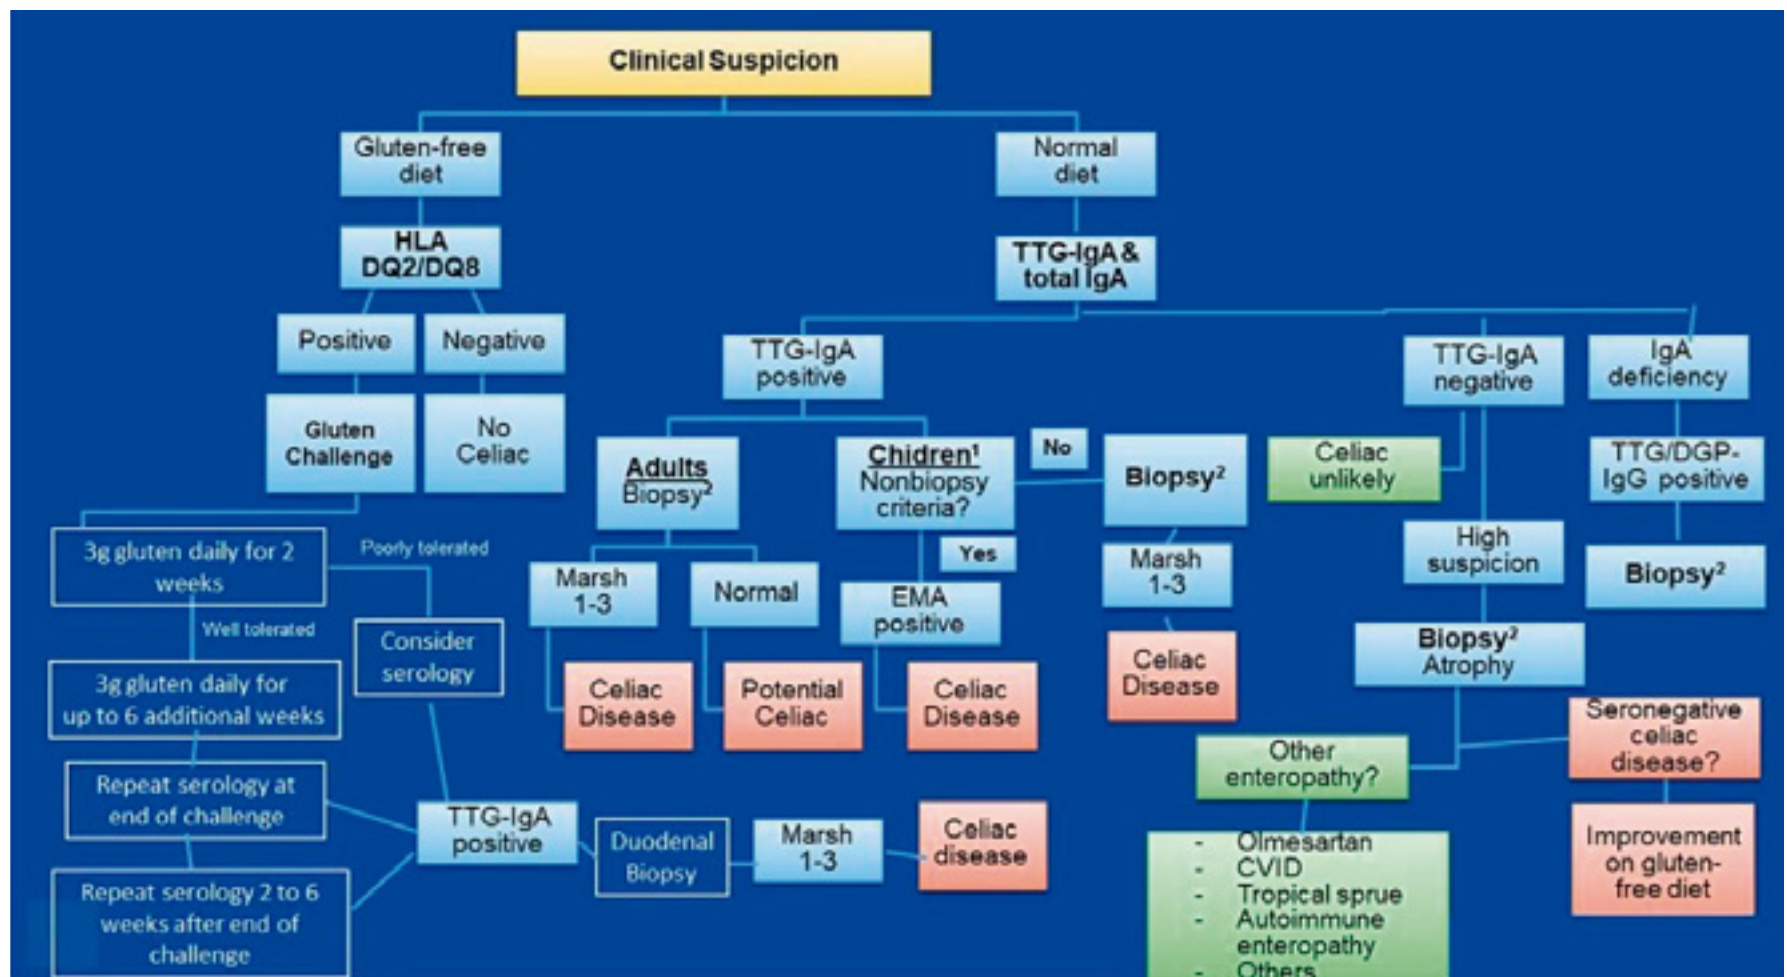 Clinical Suspicion
Gluten-free
diet
Normal
diet
HLA
DQ2/DQ8
TTG-IgA &
total IgA
Positive
Negative
TTG-IgA
positive
TTG-IgA
negative
IgA
deficiency
Gluten
Challenge
No
Celiac
Adults
Biopsy²
Chidren¹
Nonbiopsy
criteria?
No
Biopsy²
Celiac
unlikely
TTG/DGP-
IgG positive
3g gluten daily for 2
weeks
Poorly tolerated
Yes
High
suspicion
Biopsy²
Marsh
1-3
Normal
EMA
positive
Marsh
1-3
Well tolerated
Consider
serology
Biopsy²
Atrophy
3g gluten daily for
up to 6 additional weeks
Celiac
Disease
Potential
Celiac
Celiac
Disease
Celiac
Disease
Other
enteropathy?
Seronegative
celiac
disease?
Repeat serology at
end of challenge
TTG-IgA
positive
Duodenal
Biopsy
Marsh
1-3
Celiac
disease
Improvement
on gluten-
free diet
- Olmesartan
- CVID
- Tropical sprue
- Autoimmune
enteropathy
- Others
Repeat serology 2 to 6
weeks after end of
challenge